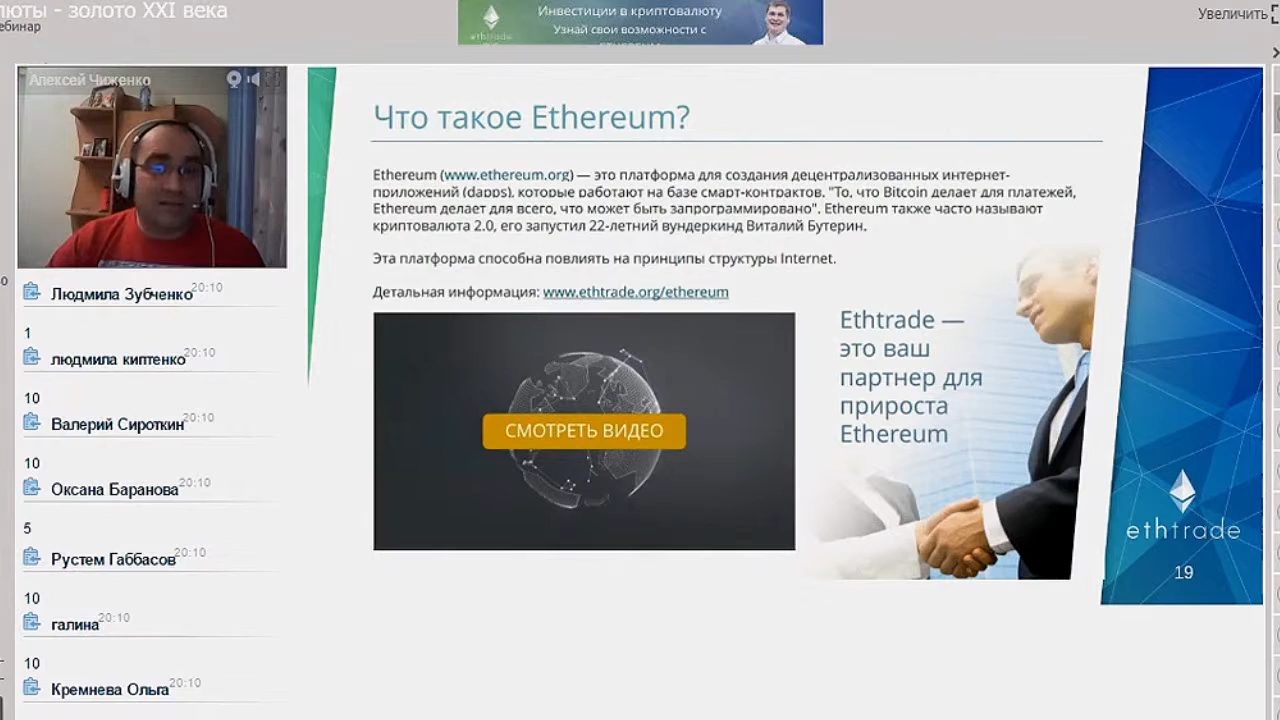 люты - золото XXI века
ебинар
Инвестиции в криптовалюту
Узнай свои возможности с
ethtrade
Увеличить
Алексей Чиженко
Людмила Зубченко 20:10
1
людмила киптенко 20:10
10
Валерий Сироткин 20:10
10
Оксана Баранова 20:10
5
Рустем Габбасов 20:10
10
галина 20:10
10
Кремнева Ольга 20:10
Что такое Ethereum?
Ethereum (www.ethereum.org) — это платформа для создания децентрализованных интернет-
приложений (dapps), которые работают на базе смарт-контрактов. "То, что Bitcoin делает для платежей,
Ethereum делает для всего, что может быть запрограммировано". Ethereum также часто называют
криптовалюта 2.0, его запустил 22-летний вундеркинд Виталий Бутерин.
Эта платформа способна повлиять на принципы структуры Internet.
Детальная информация: www.ethtrade.org/ethereum
СМОТРЕТЬ ВИДЕО
Ethtrade —
это ваш
партнер для
прироста
Ethereum
ethtrade
19